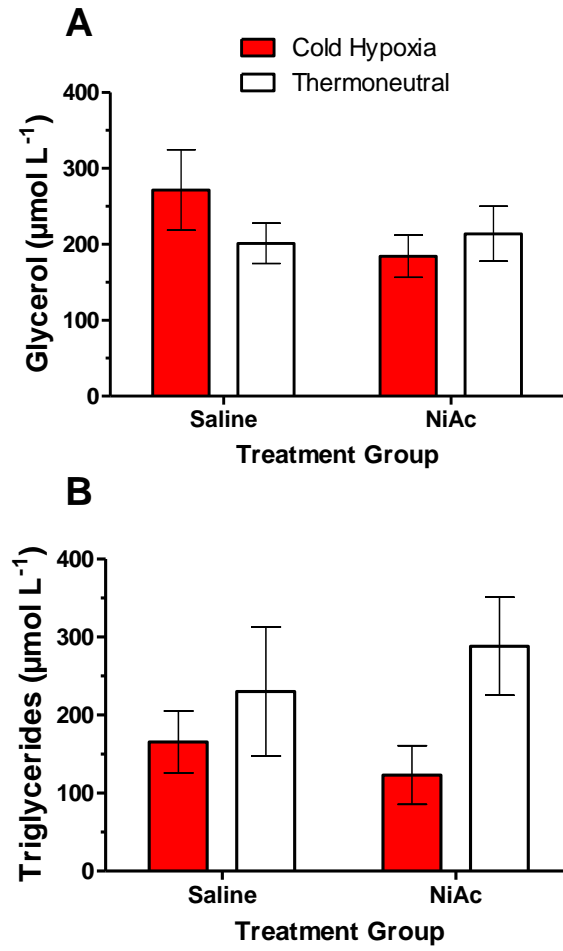 A
Cold Hypoxia
Thermoneutral
Glycerol (µmol L⁻¹)
400
300
200
100
0
Saline NiAc
Treatment Group
B
Triglycerides (µmol L⁻¹)
400
300
200
100
0
Saline NiAc
Treatment Group